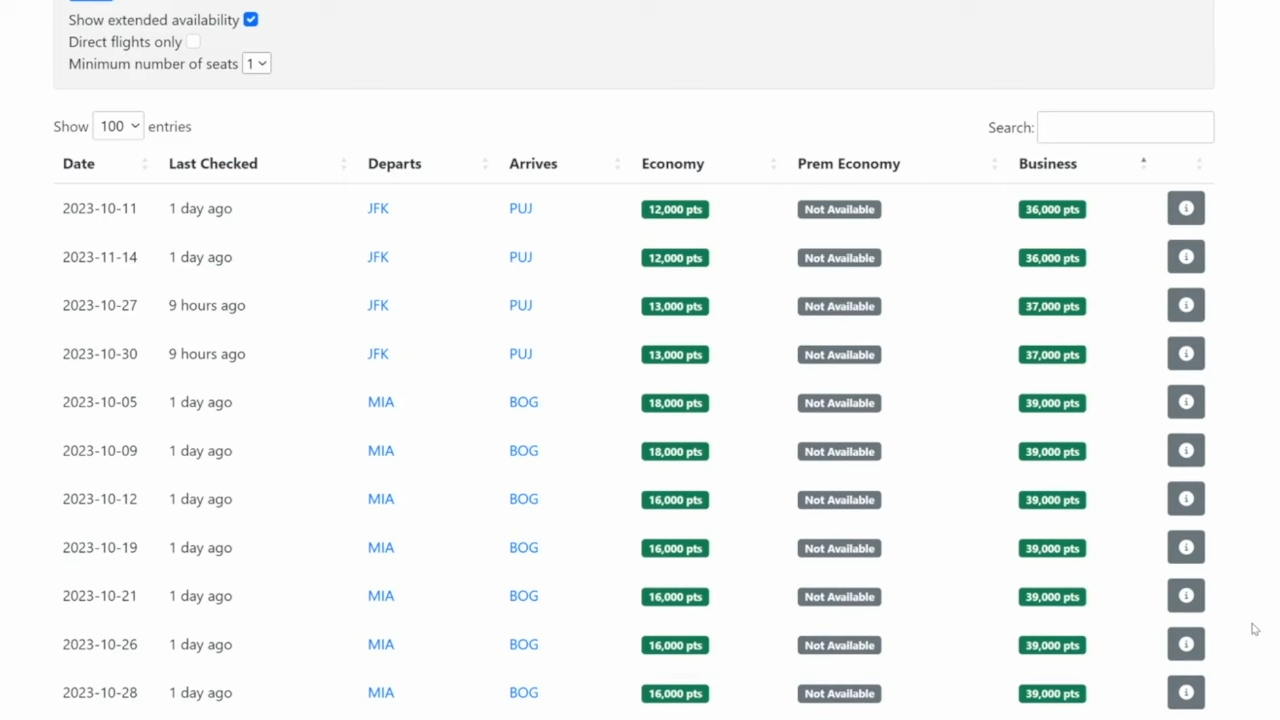 Show extended availability
Direct flights only
Minimum number of seats 1
Show 100 entries Search:
Date Last Checked Departs Arrives Economy Prem Economy Business
2023-10-11 1 day ago JFK PUJ 12,000 pts Not Available 36,000 pts
2023-11-14 1 day ago JFK PUJ 12,000 pts Not Available 36,000 pts
2023-10-27 9 hours ago JFK PUJ 13,000 pts Not Available 37,000 pts
2023-10-30 9 hours ago JFK PUJ 13,000 pts Not Available 37,000 pts
2023-10-05 1 day ago MIA BOG 18,000 pts Not Available 39,000 pts
2023-10-09 1 day ago MIA BOG 18,000 pts Not Available 39,000 pts
2023-10-12 1 day ago MIA BOG 16,000 pts Not Available 39,000 pts
2023-10-19 1 day ago MIA BOG 16,000 pts Not Available 39,000 pts
2023-10-21 1 day ago MIA BOG 16,000 pts Not Available 39,000 pts
2023-10-26 1 day ago MIA BOG 16,000 pts Not Available 39,000 pts
2023-10-28 1 day ago MIA BOG 16,000 pts Not Available 39,000 pts